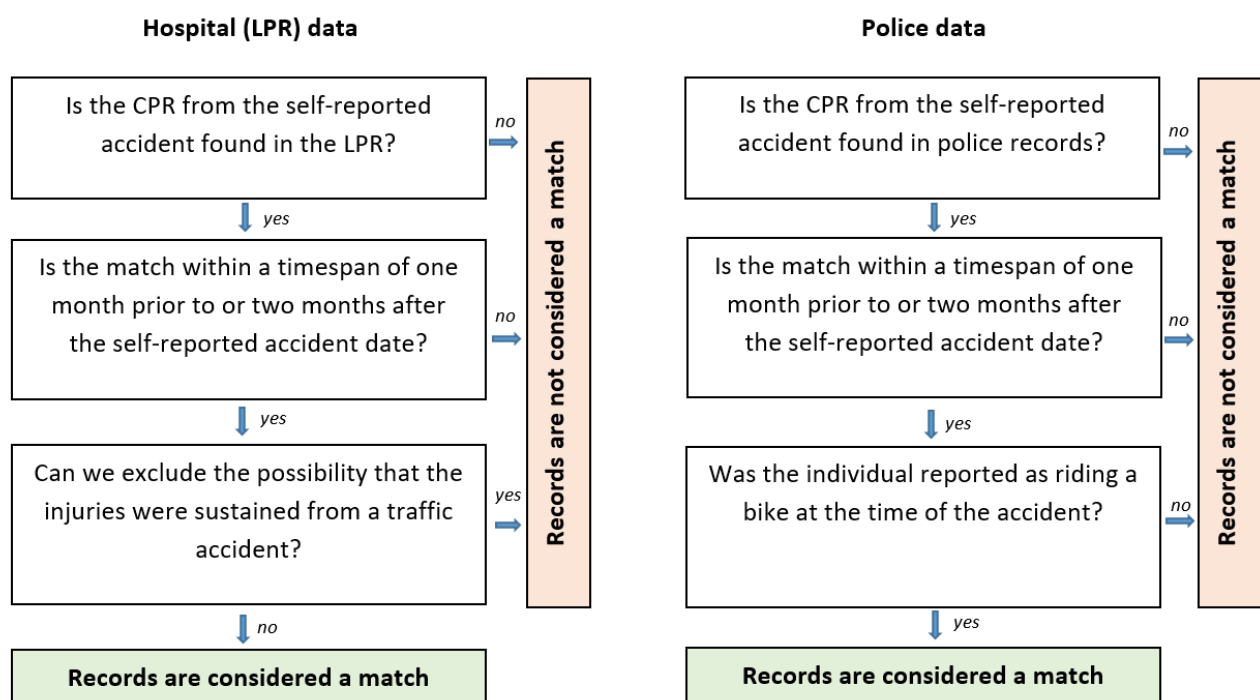 Hospital (LPR) data
Is the CPR from the self-reported
accident found in the LPR?
no
yes
Is the match within a timespan of one
month prior to or two months after
the self-reported accident date?
no
yes
Can we exclude the possibility that the
injuries were sustained from a traffic
accident?
yes
no
Records are considered a match
Records are not considered a match
Police data
Is the CPR from the self-reported
accident found in police records?
no
yes
Is the match within a timespan of one
month prior to or two months after
the self-reported accident date?
no
yes
Was the individual reported as riding a
bike at the time of the accident?
no
yes
Records are considered a match
Records are not considered a match